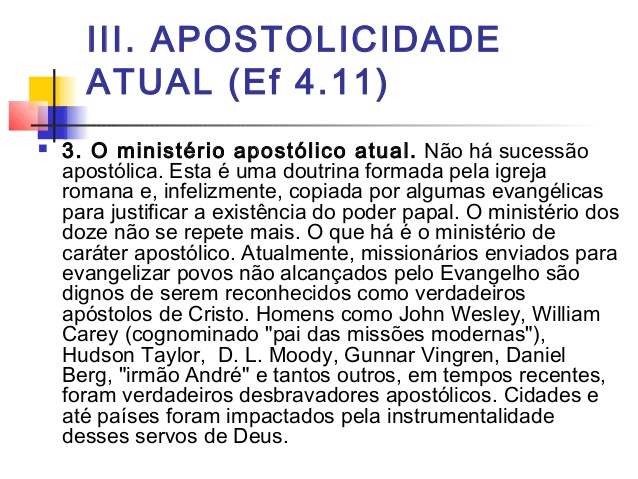 III. APOSTOLICIDADE
ATUAL (Ef 4.11)
3. O ministério apostólico atual. Não há sucessão
apostólica. Esta é uma doutrina formada pela igreja
romana e, infelizmente, copiada por algumas evangélicas
para justificar a existência do poder papal. O ministério dos
doze não se repete mais. O que há é o ministério de
caráter apostólico. Atualmente, missionários enviados para
evangelizar povos não alcançados pelo Evangelho são
dignos de serem reconhecidos como verdadeiros
apóstolos de Cristo. Homens como John Wesley, William
Carey (cognominado "pai das missões modernas"),
Hudson Taylor, D. L. Moody, Gunnar Vingren, Daniel
Berg, "irmão André" e tantos outros, em tempos recentes,
foram verdadeiros desbravadores apostólicos. Cidades e
até países foram impactados pela instrumentalidade
desses servos de Deus.